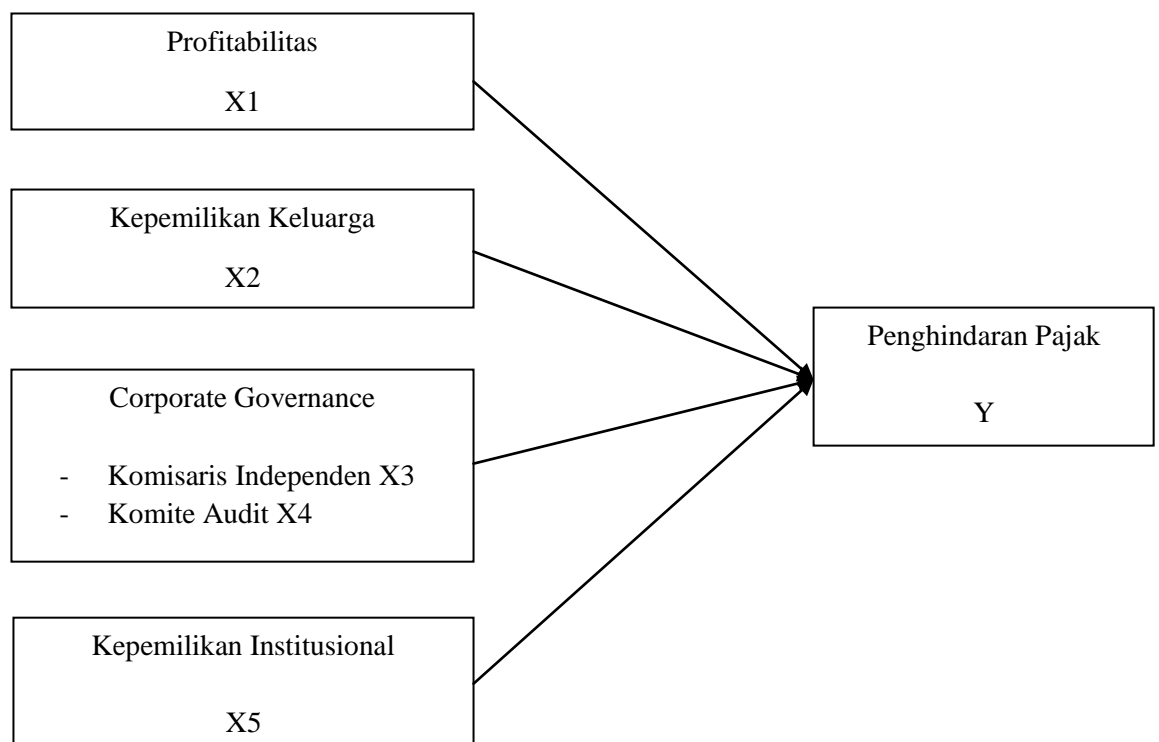 Profitabilitas
X1
Kepemilikan Keluarga
X2
Corporate Governance
- Komisaris Independen X3
- Komite Audit X4
Kepemilikan Institusional
X5
Penghindaran Pajak
Y